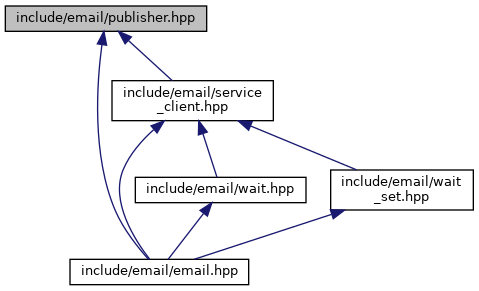 include/email/publisher.hpp
include/email/service
_client.hpp
include/email/wait.hpp
include/email/wait
_set.hpp
include/email/email.hpp